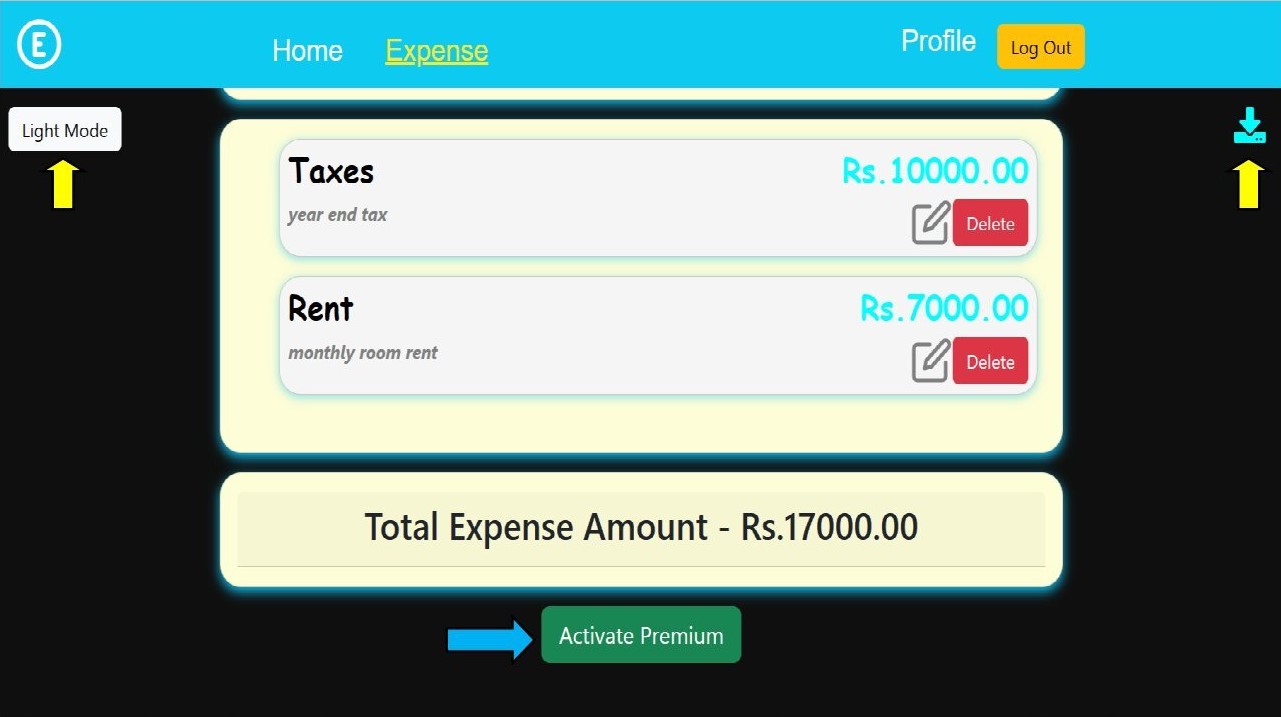 E
Home
Expense
Profile
Log Out
Light Mode
Taxes
Rs.10000.00
year end tax
Delete
Rent
Rs.7000.00
monthly room rent
Delete
Total Expense Amount - Rs.17000.00
Activate Premium